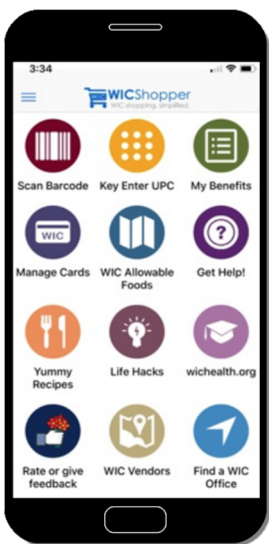 3:34
WICShopper
WIC shopping, simplified.
Scan Barcode
Key Enter UPC
My Benefits
WIC
Manage Cards
WIC Allowable
Foods
?
Get Help!
Yummy
Recipes
Life Hacks
wichealth.org
Rate or give
feedback
WIC Vendors
Find a WIC
Office